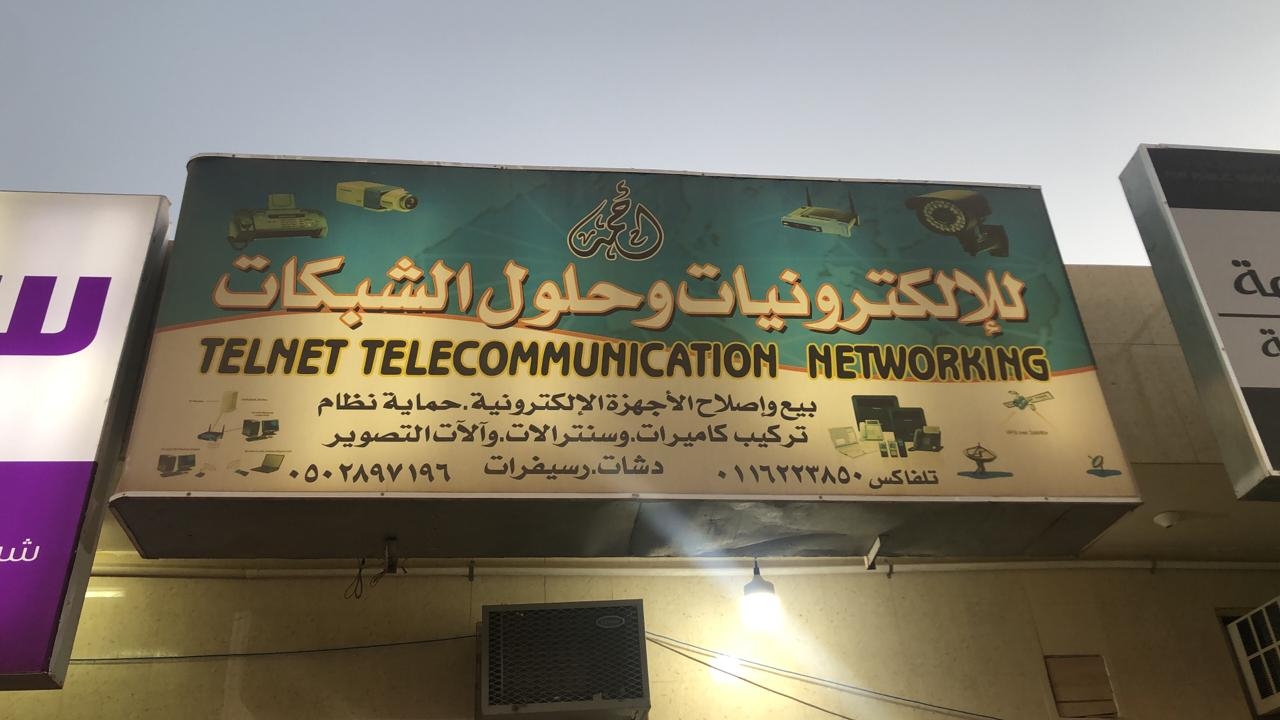 أحمد
للإلكترونيات وحلول الشبكات
TELNET TELECOMMUNICATION NETWORKING
بيع وإصلاح الأجهزة الإلكترونية.حماية نظام
تركيب كاميرات.وسنترالات.وآلات التصوير
دشات.رسيفرات
تلفاكس ٠١١٦٢٢٣٨٥٠
٠٥٠٢٨٩٧١٩٦